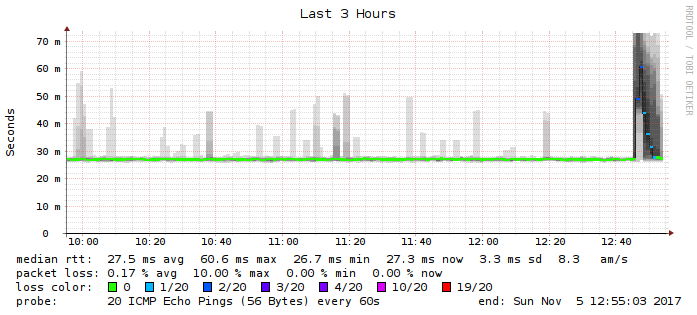 Last 3 Hours
RRDTOOL / TOBI OETIKER
Seconds
70 m
60 m
50 m
40 m
30 m
20 m
10 m
0
10:00 10:20 10:40 11:00 11:20 11:40 12:00 12:20 12:40
median rtt: 27.5 ms avg 60.6 ms max 26.7 ms min 27.3 ms now 3.3 ms sd 8.3 am/s
packet loss: 0.17 % avg 10.00 % max 0.00 % min 0.00 % now
loss color: 0 1/20 2/20 3/20 4/20 10/20 19/20
probe: 20 ICMP Echo Pings (56 Bytes) every 60s end: Sun Nov 5 12:55:03 2017